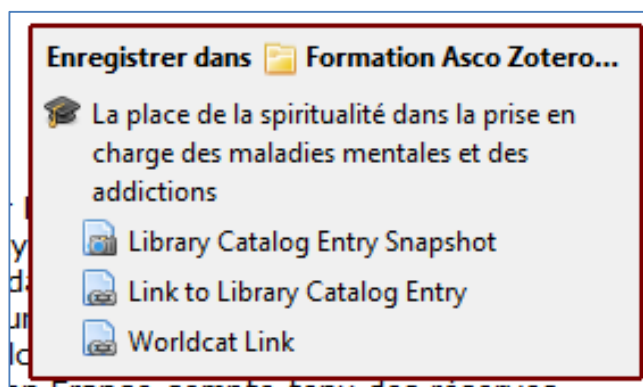 Enregistrer dans Formation Asco Zotero...
La place de la spiritualité dans la prise en
charge des maladies mentales et des
addictions
Library Catalog Entry Snapshot
Link to Library Catalog Entry
Worldcat Link